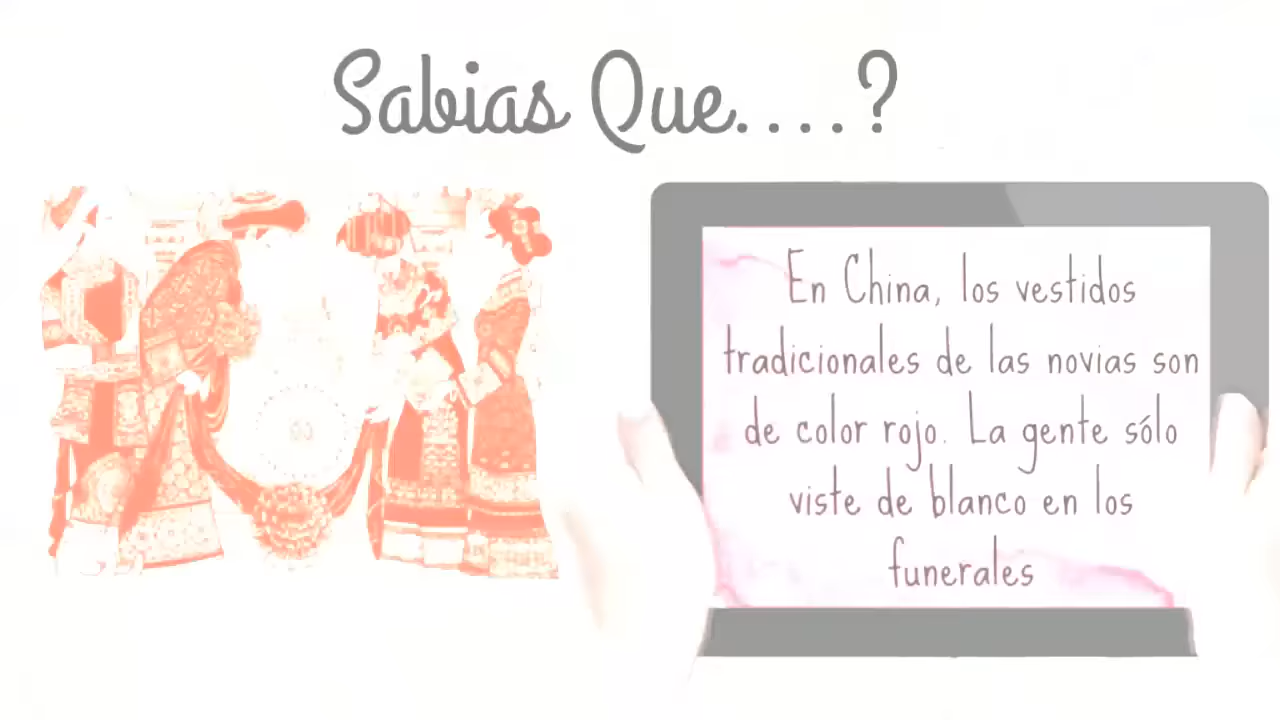 Sabias Que....?
En China, los vestidos
tradicionales de las novias son
de color rojo. La gente sólo
viste de blanco en los
funerales